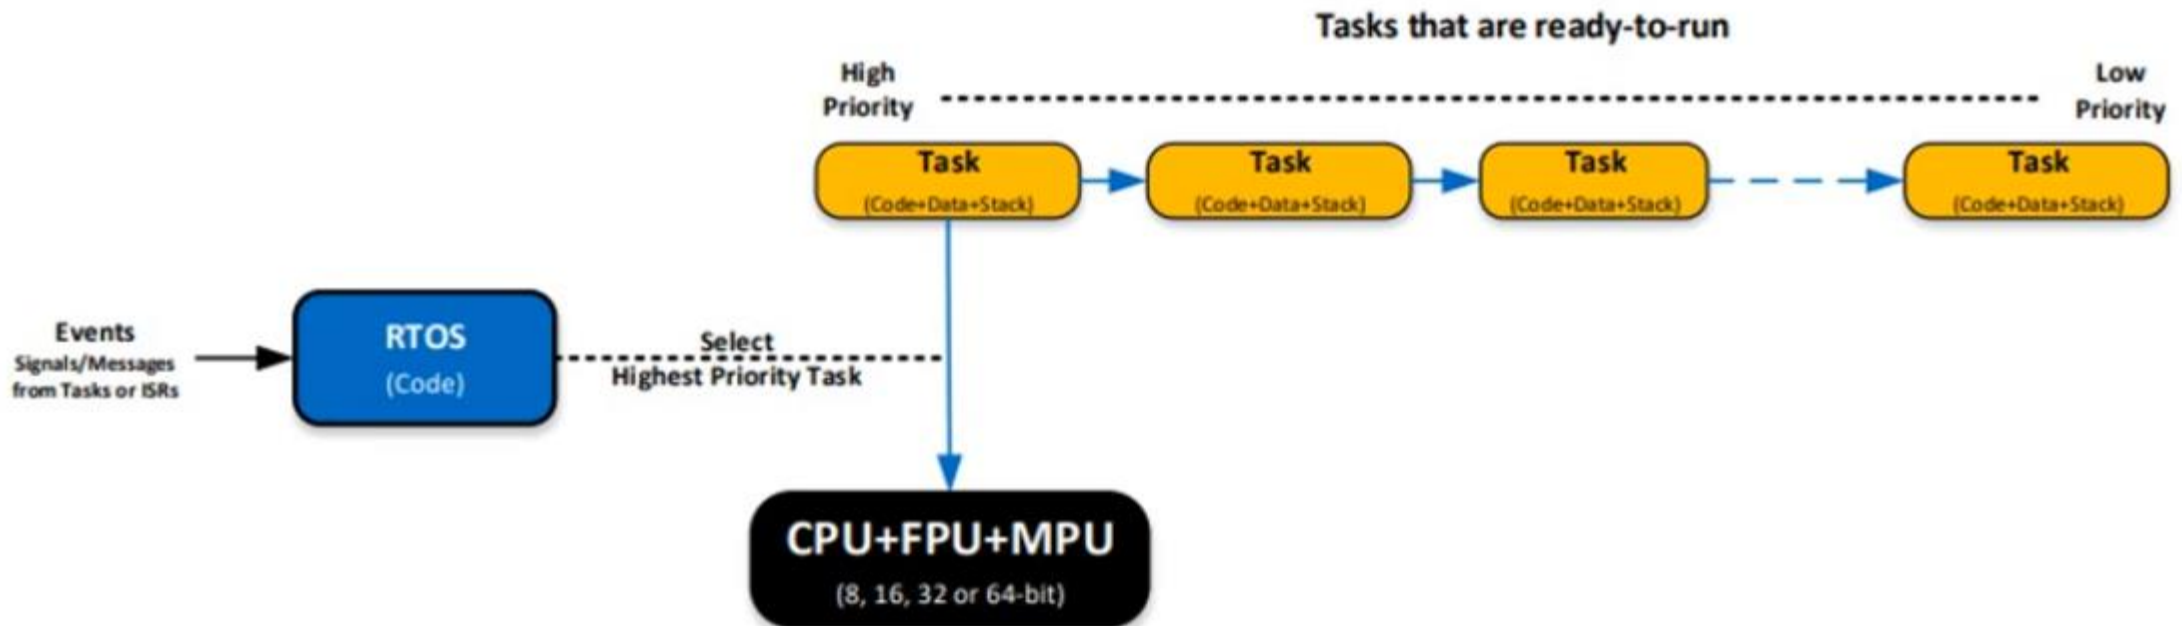 Tasks that are ready-to-run
High
Priority
Low
Priority
Task
(Code+Data+Stack)
Task
(Code+Data+Stack)
Task
(Code+Data+Stack)
Task
(Code+Data+Stack)
Events
Signals/Messages
from Tasks or ISRs
RTOS
(Code)
Select
Highest Priority Task
CPU+FPU+MPU
(8, 16, 32 or 64-bit)